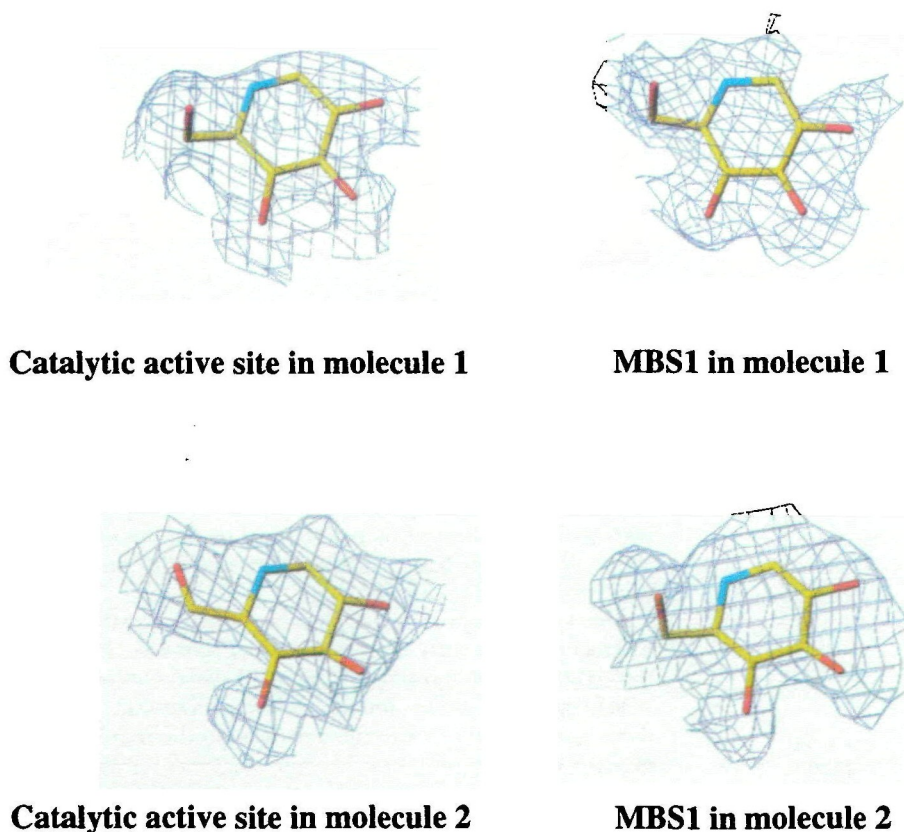 Catalytic active site in molecule 1
MBS1 in molecule 1
Catalytic active site in molecule 2
MBS1 in molecule 2